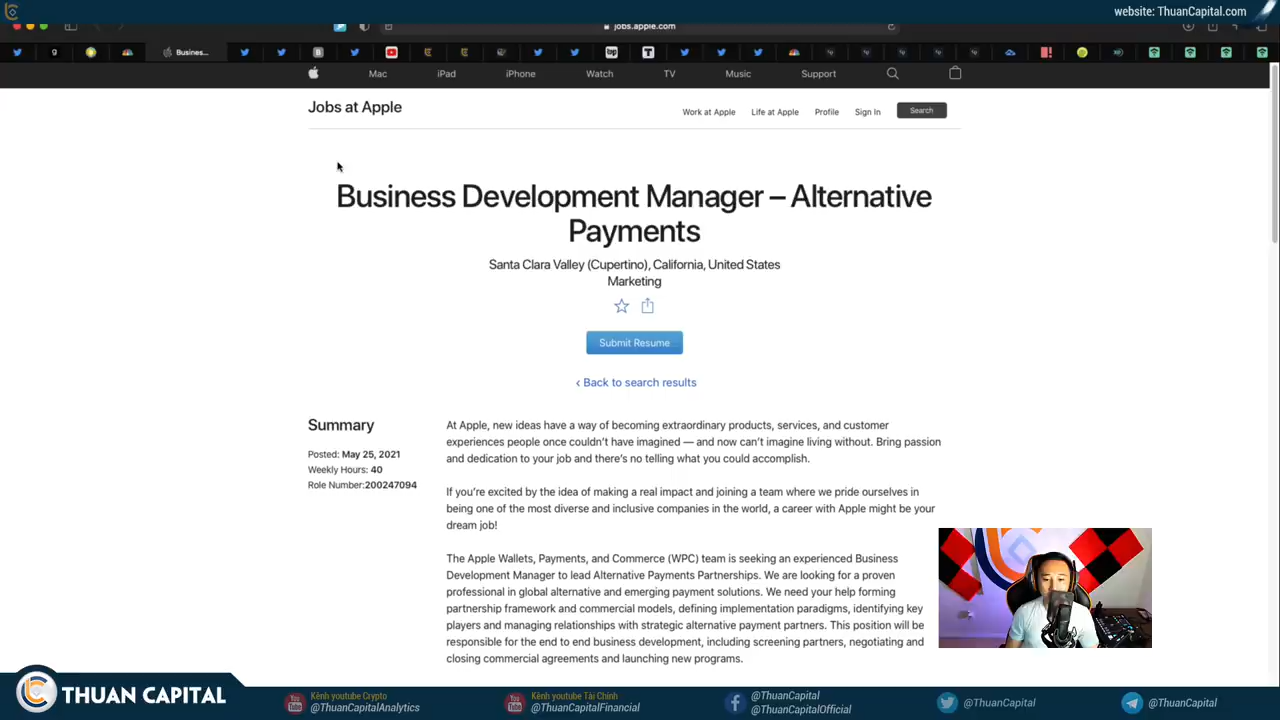 website: ThuanCapital.com
jobs.apple.com
Busines...
Mac iPad iPhone Watch TV Music Support
Jobs at Apple
Work at Apple Life at Apple Profile Sign In Search
Business Development Manager – Alternative
Payments
Santa Clara Valley (Cupertino), California, United States
Marketing
Submit Resume
‹ Back to search results
Summary
Posted: May 25, 2021
Weekly Hours: 40
Role Number:200247094
At Apple, new ideas have a way of becoming extraordinary products, services, and customer
experiences people once couldn’t have imagined — and now can’t imagine living without. Bring passion
and dedication to your job and there’s no telling what you could accomplish.
If you’re excited by the idea of making a real impact and joining a team where we pride ourselves in
being one of the most diverse and inclusive companies in the world, a career with Apple might be your
dream job!
The Apple Wallets, Payments, and Commerce (WPC) team is seeking an experienced Business
Development Manager to lead Alternative Payments Partnerships. We are looking for a proven
professional in global alternative and emerging payment solutions. We need your help forming
partnership framework and commercial models, defining implementation paradigms, identifying key
players and managing relationships with strategic alternative payment partners. This position will be
responsible for the end to end business development, including screening partners, negotiating and
closing commercial agreements and launching new programs.
THUAN CAPITAL
Kênh youtube Crypto
@ThuanCapitalAnalytics
Kênh youtube Tài Chính
@ThuanCapitalFinancial
@ThuanCapital
@ThuanCapitalOfficial
@ThuanCapital
@ThuanCapital